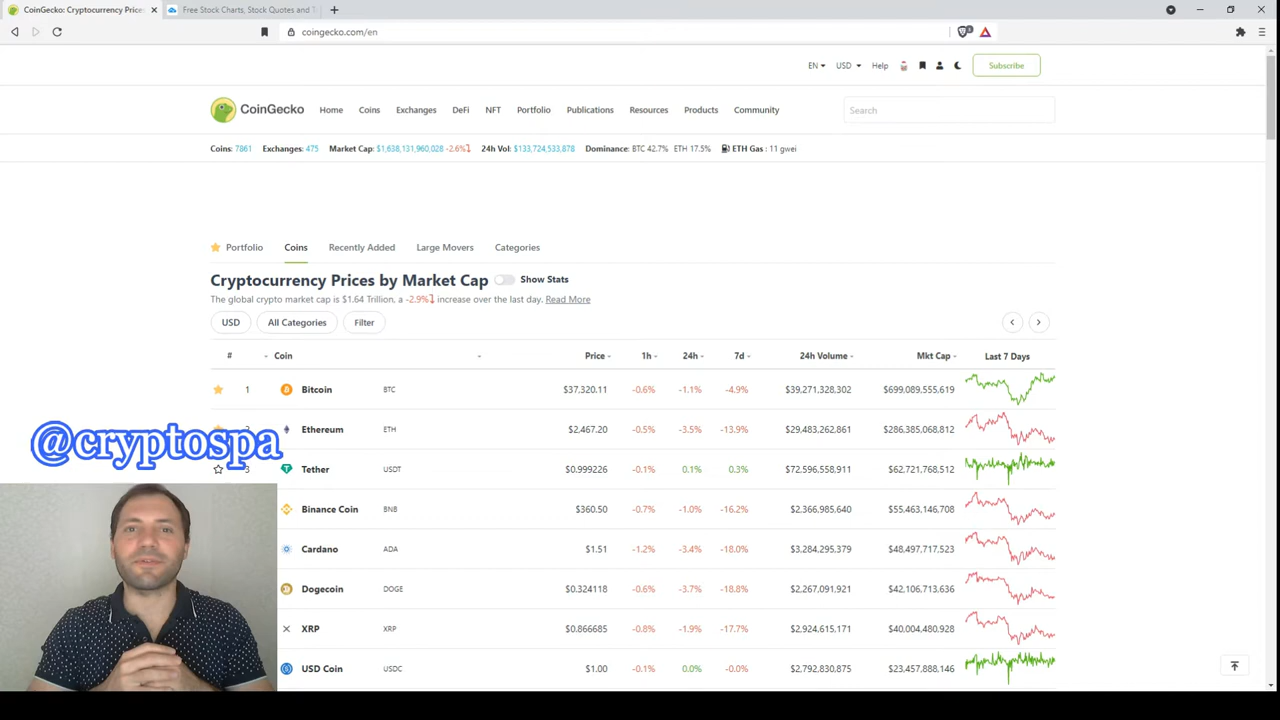 CoinGecko: Cryptocurrency Prices
Free Stock Charts, Stock Quotes and T
coingecko.com/en
EN USD Help Subscribe
CoinGecko Home Coins Exchanges DeFi NFT Portfolio Publications Resources Products Community Search
Coins: 7861 Exchanges: 475 Market Cap: $1,638,131,960,028 -2.6% 24h Vol: $133,724,533,878 Dominance: BTC 42.7% ETH 17.5% ETH Gas : 11 gwei
Portfolio Coins Recently Added Large Movers Categories
Cryptocurrency Prices by Market Cap Show Stats
The global crypto market cap is $1.64 Trillion, a -2.9% increase over the last day. Read More
USD All Categories Filter
# Coin Price 1h 24h 7d 24h Volume Mkt Cap Last 7 Days
1 Bitcoin BTC $37,320.11 -0.6% -1.1% -4.9% $39,271,328,302 $699,089,555,619
Ethereum ETH $2,467.20 -0.5% -3.5% -13.9% $29,483,262,861 $286,385,068,812
@cryptospa
Tether USDT $0.999226 -0.1% 0.1% 0.3% $72,596,558,911 $62,721,768,512
Binance Coin BNB $360.50 -0.7% -1.0% -16.2% $2,366,985,640 $55,463,146,708
Cardano ADA $1.51 -1.2% -3.4% -18.0% $3,284,295,379 $48,497,717,523
Dogecoin DOGE $0.324118 -0.6% -3.7% -18.8% $2,267,091,921 $42,106,713,636
XRP XRP $0.866685 -0.8% -1.9% -17.7% $2,924,615,171 $40,004,480,928
USD Coin USDC $1.00 -0.1% 0.0% -0.0% $2,792,830,875 $23,457,888,146